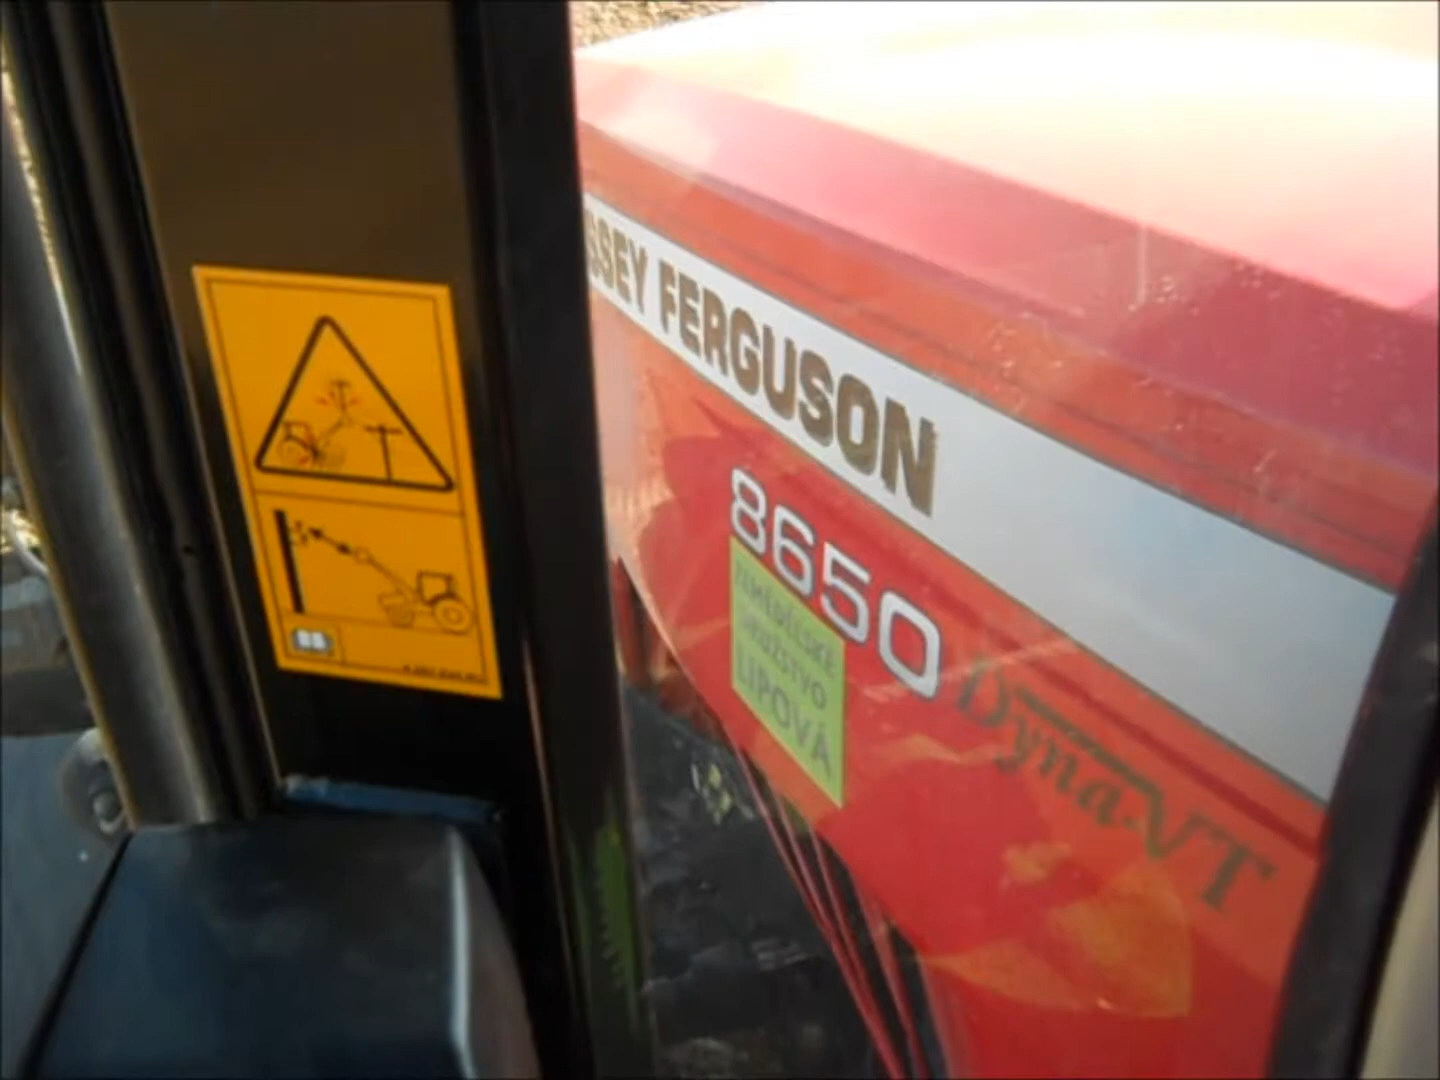 SSEY FERGUSON
8650
ZEMĚDĚLSKÉ
DRUŽSTVO
LIPOVÁ
Dyna-VT